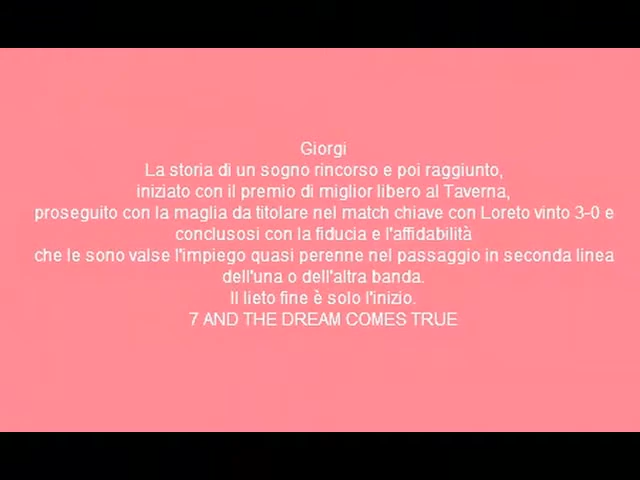 Giorgi
La storia di un sogno rincorso e poi raggiunto,
iniziato con il premio di miglior libero al Taverna,
proseguito con la maglia da titolare nel match chiave con Loreto vinto 3-0 e
conclusosi con la fiducia e l'affidabilità
che le sono valse l'impiego quasi perenne nel passaggio in seconda linea
dell'una o dell'altra banda.
Il lieto fine è solo l'inizio.
7 AND THE DREAM COMES TRUE